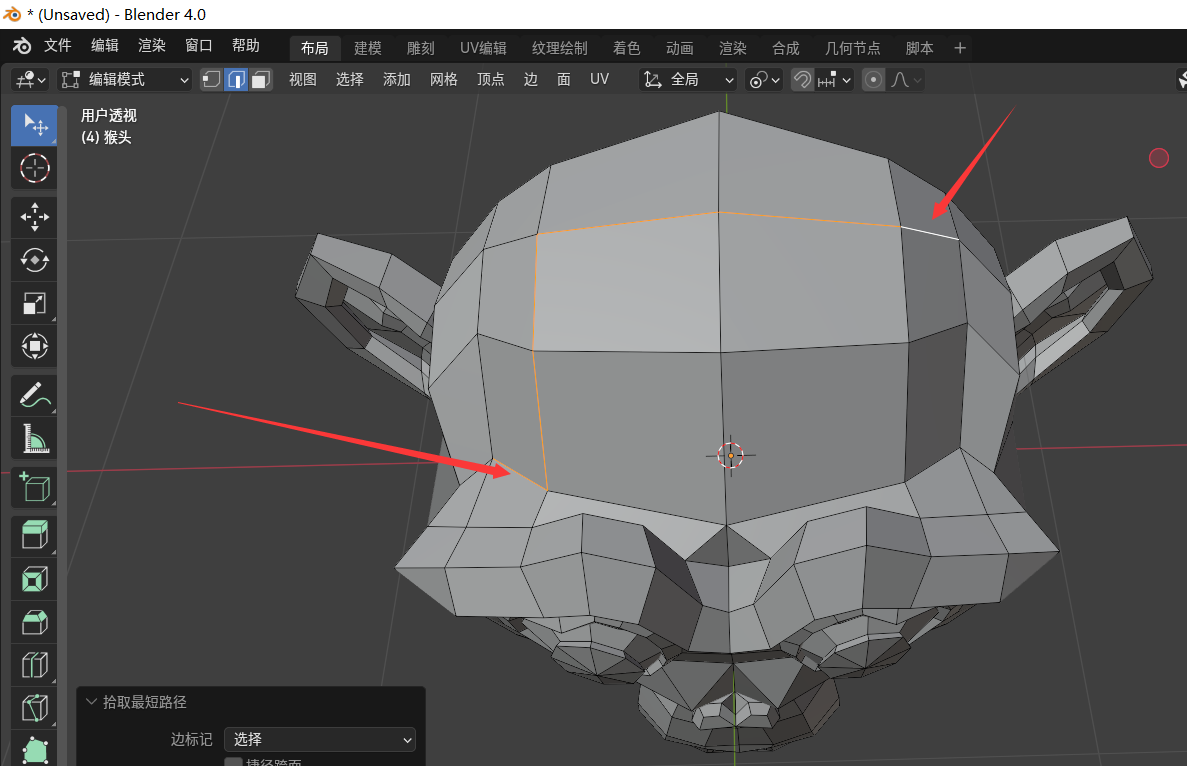 * (Unsaved) - Blender 4.0
文件 编辑 渲染 窗口 帮助 布局 建模 雕刻 UV编辑 纹理绘制 着色 动画 渲染 合成 几何节点 脚本 +
编辑模式 视图 选择 添加 网格 顶点 边 面 UV 全局
用户透视
(4) 猴头
拾取最短路径
边标记 选择
捷径跨面